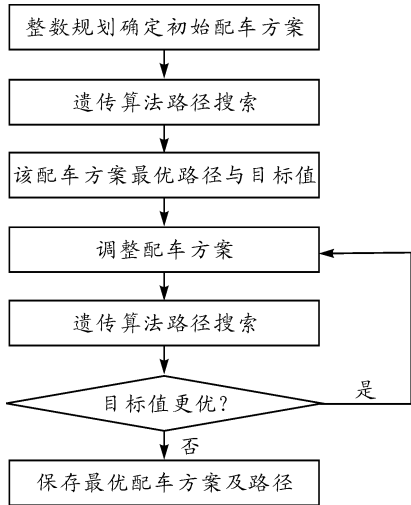 整数规划确定初始配车方案
遗传算法路径搜索
该配车方案最优路径与目标值
调整配车方案
遗传算法路径搜索
目标值更优?
是
否
保存最优配车方案及路径